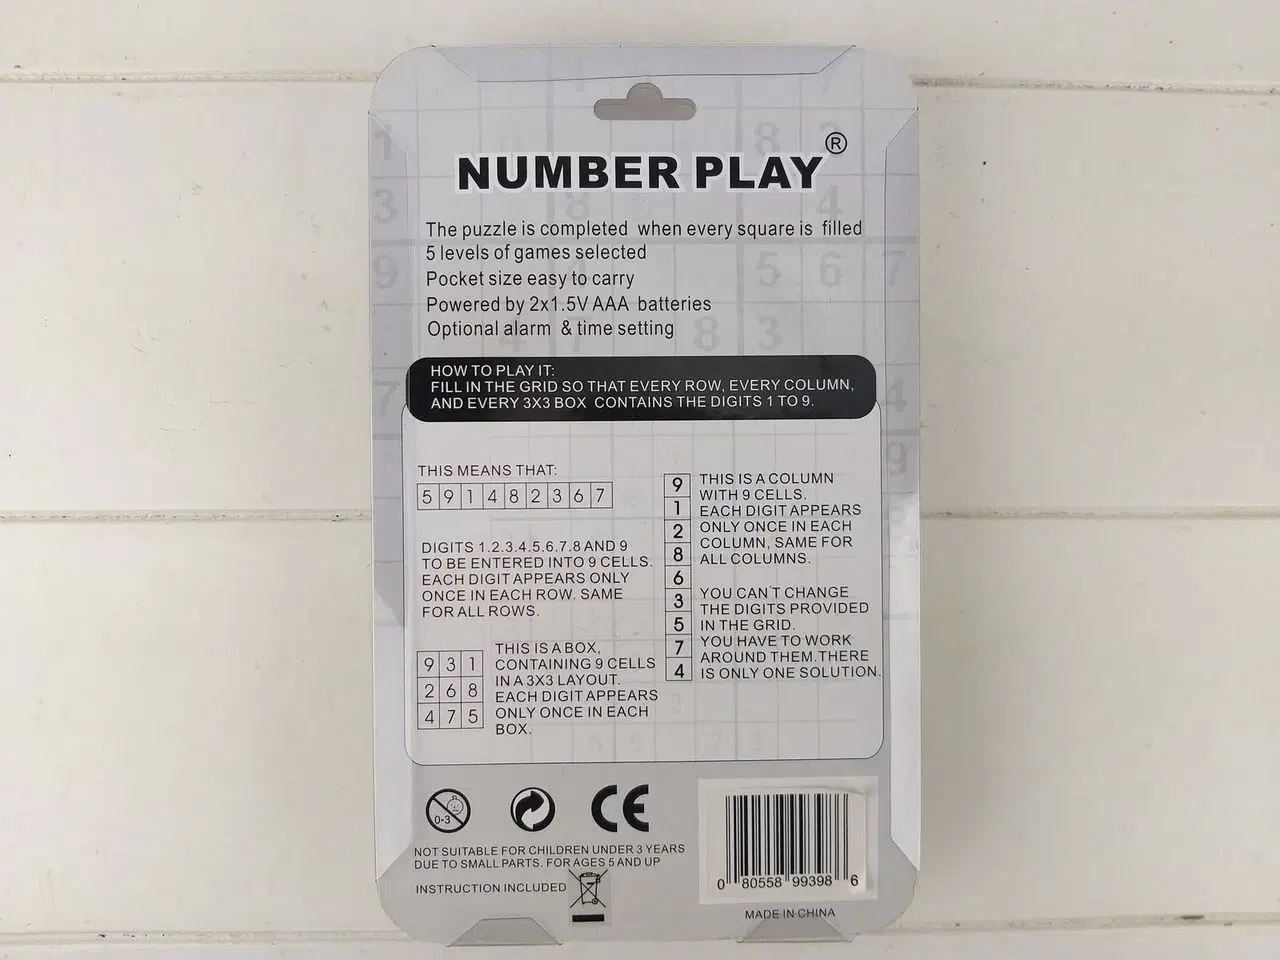 NUMBER PLAY®
The puzzle is completed when every square is filled
5 levels of games selected
Pocket size easy to carry
Powered by 2x1.5V AAA batteries
Optional alarm & time setting
HOW TO PLAY IT:
FILL IN THE GRID SO THAT EVERY ROW, EVERY COLUMN,
AND EVERY 3X3 BOX CONTAINS THE DIGITS 1 TO 9.
THIS MEANS THAT:
5 9 1 4 8 2 3 6 7
DIGITS 1.2.3.4.5.6.7.8 AND 9
TO BE ENTERED INTO 9 CELLS.
EACH DIGIT APPEARS ONLY
ONCE IN EACH ROW. SAME
FOR ALL ROWS.
9 3 1
2 6 8
4 7 5
THIS IS A BOX,
CONTAINING 9 CELLS
IN A 3X3 LAYOUT.
EACH DIGIT APPEARS
ONLY ONCE IN EACH
BOX.
9
1
2
8
6
3
5
7
4
THIS IS A COLUMN
WITH 9 CELLS.
EACH DIGIT APPEARS
ONLY ONCE IN EACH
COLUMN, SAME FOR
ALL COLUMNS.
YOU CAN'T CHANGE
THE DIGITS PROVIDED
IN THE GRID.
YOU HAVE TO WORK
AROUND THEM.THERE
IS ONLY ONE SOLUTION.
0-3
CE
NOT SUITABLE FOR CHILDREN UNDER 3 YEARS
DUE TO SMALL PARTS. FOR AGES 5 AND UP
INSTRUCTION INCLUDED
0 80558 99398 6
MADE IN CHINA